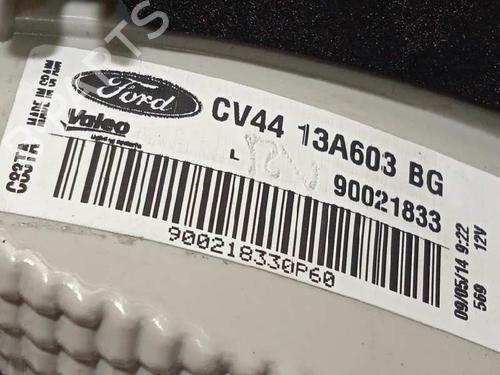 MADE IN SPAIN
C83TA
Ford
Valeo
CV44 13A603 BG
L
90021833
900218330P60
09/05/14 9:22
569 12V